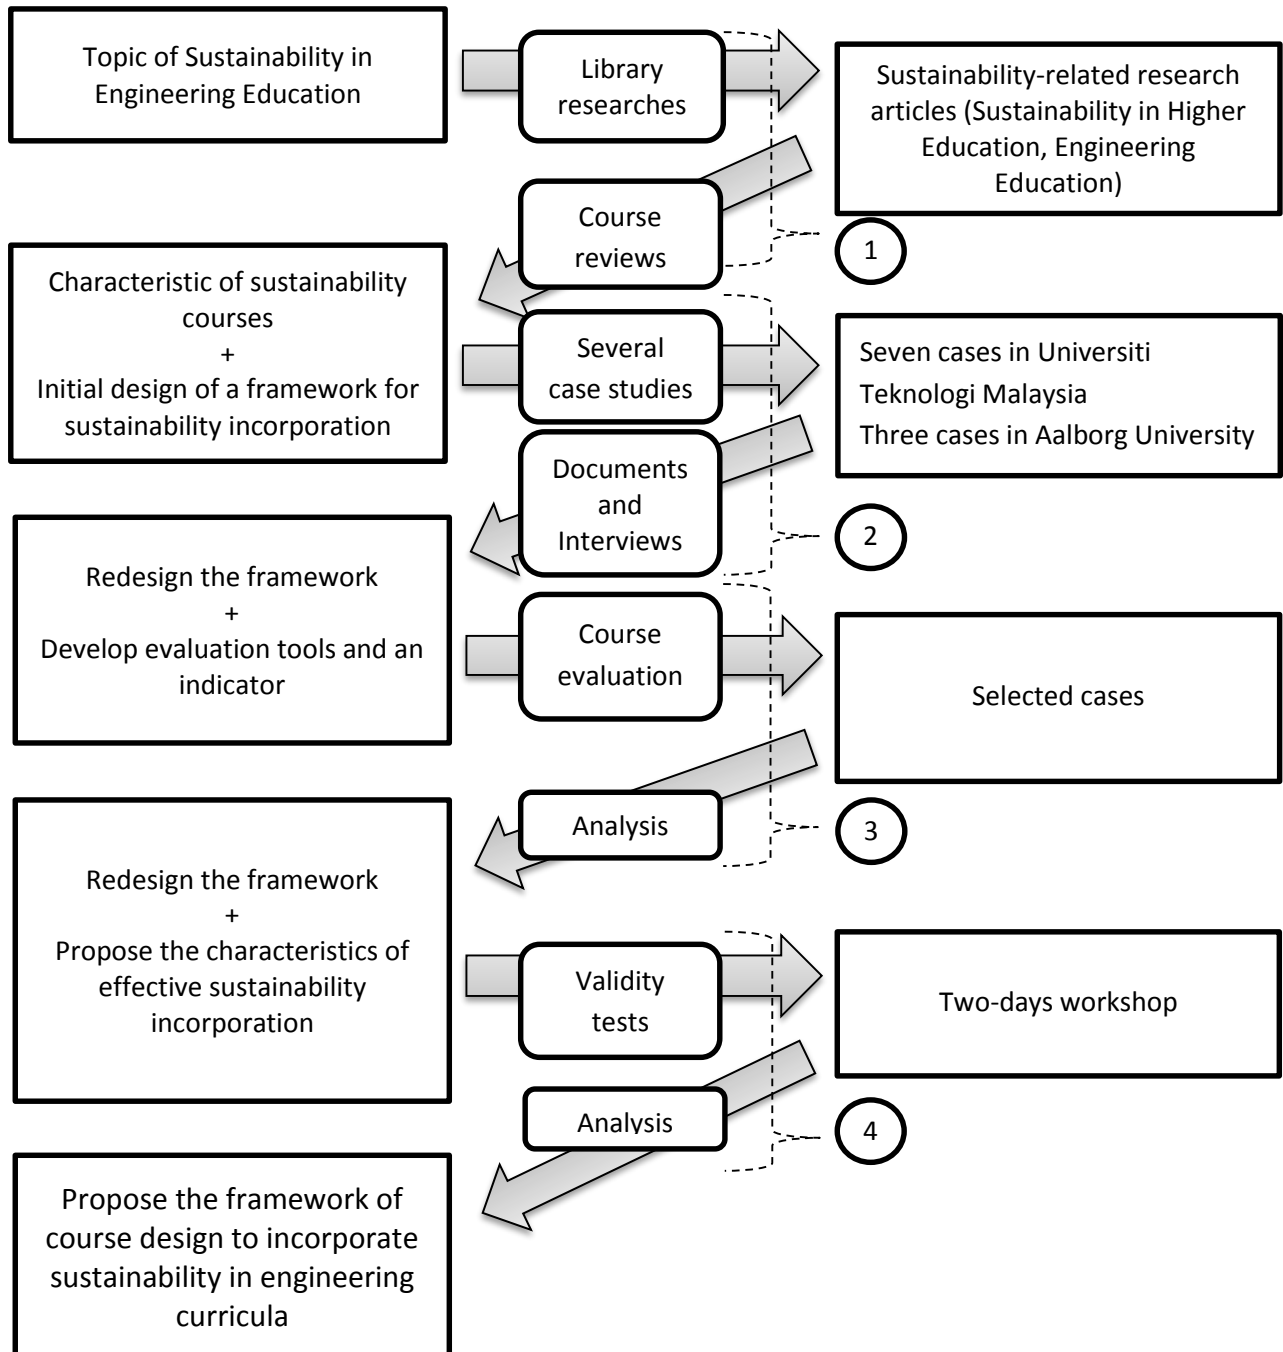 Topic of Sustainability in
Engineering Education
Library
researches
Sustainability-related research
articles (Sustainability in Higher
Education, Engineering
Education)
Course
reviews
1
Characteristic of sustainability
courses
+
Initial design of a framework for
sustainability incorporation
Several
case studies
Seven cases in Universiti
Teknologi Malaysia
Three cases in Aalborg University
Documents
and
Interviews
2
Redesign the framework
+
Develop evaluation tools and an
indicator
Course
evaluation
Selected cases
Analysis
3
Redesign the framework
+
Propose the characteristics of
effective sustainability
incorporation
Validity
tests
Two-days workshop
Analysis
4
Propose the framework of
course design to incorporate
sustainability in engineering
curricula